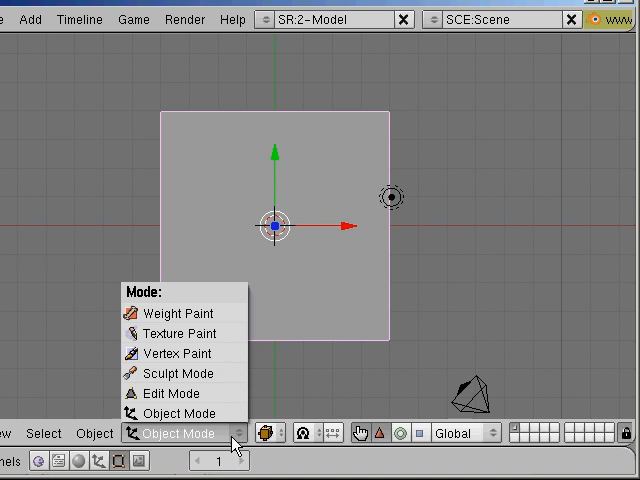 Add Timeline Game Render Help SR:2-Model SCE:Scene www
Mode:
Weight Paint
Texture Paint
Vertex Paint
Sculpt Mode
Edit Mode
Object Mode
Select Object Object Mode Global
1